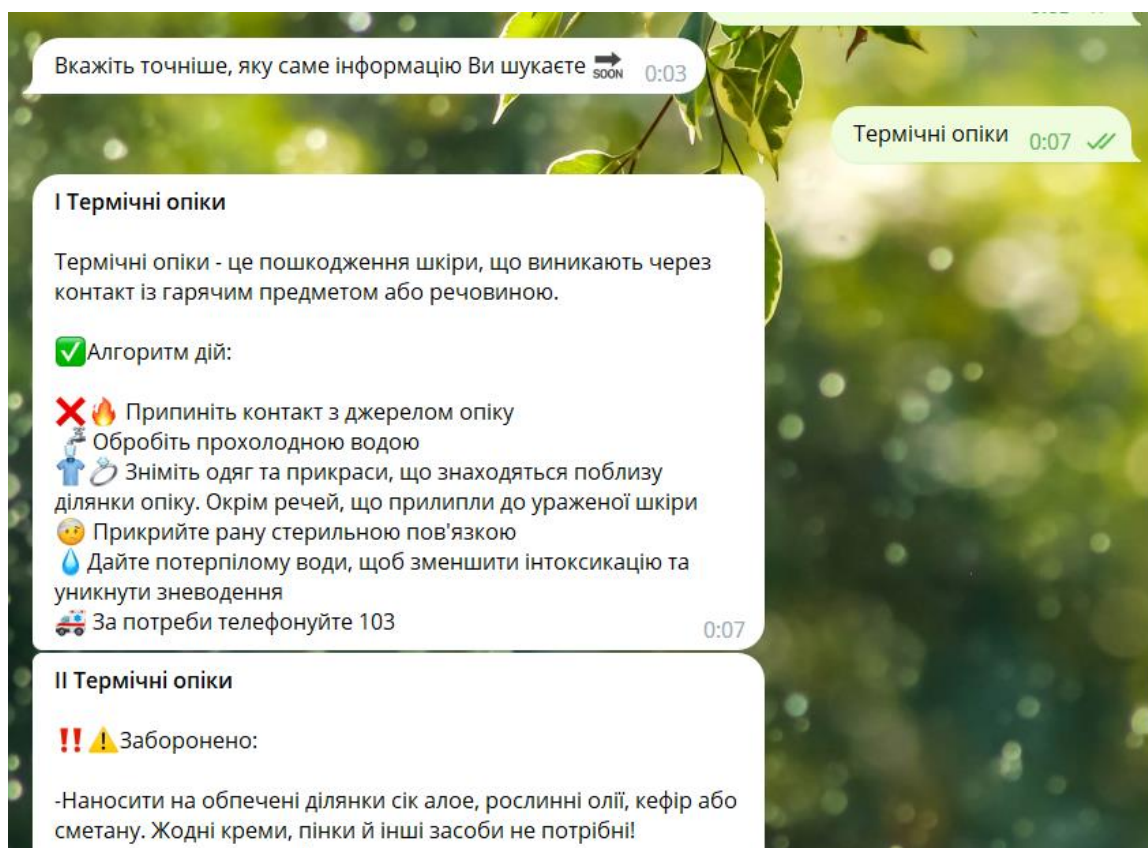 Вкажіть точніше, яку саме інформацію Ви шукаєте SOON 0:03
Термічні опіки 0:07
І Термічні опіки
Термічні опіки - це пошкодження шкіри, що виникають через
контакт із гарячим предметом або речовиною.
✅Алгоритм дій:
❌🔥 Припиніть контакт з джерелом опіку
🚰 Обробіть прохолодною водою
👕💍 Зніміть одяг та прикраси, що знаходяться поблизу
ділянки опіку. Окрім речей, що прилипли до ураженої шкіри
🤕 Прикрийте рану стерильною пов'язкою
💧 Дайте потерпілому води, щоб зменшити інтоксикацію та
уникнути зневодення
🚑 За потреби телефонуйте 103 0:07
ІІ Термічні опіки
‼️⚠️Заборонено:
-Наносити на обпечені ділянки сік алое, рослинні олії, кефір або
сметану. Жодні креми, пінки й інші засоби не потрібні!